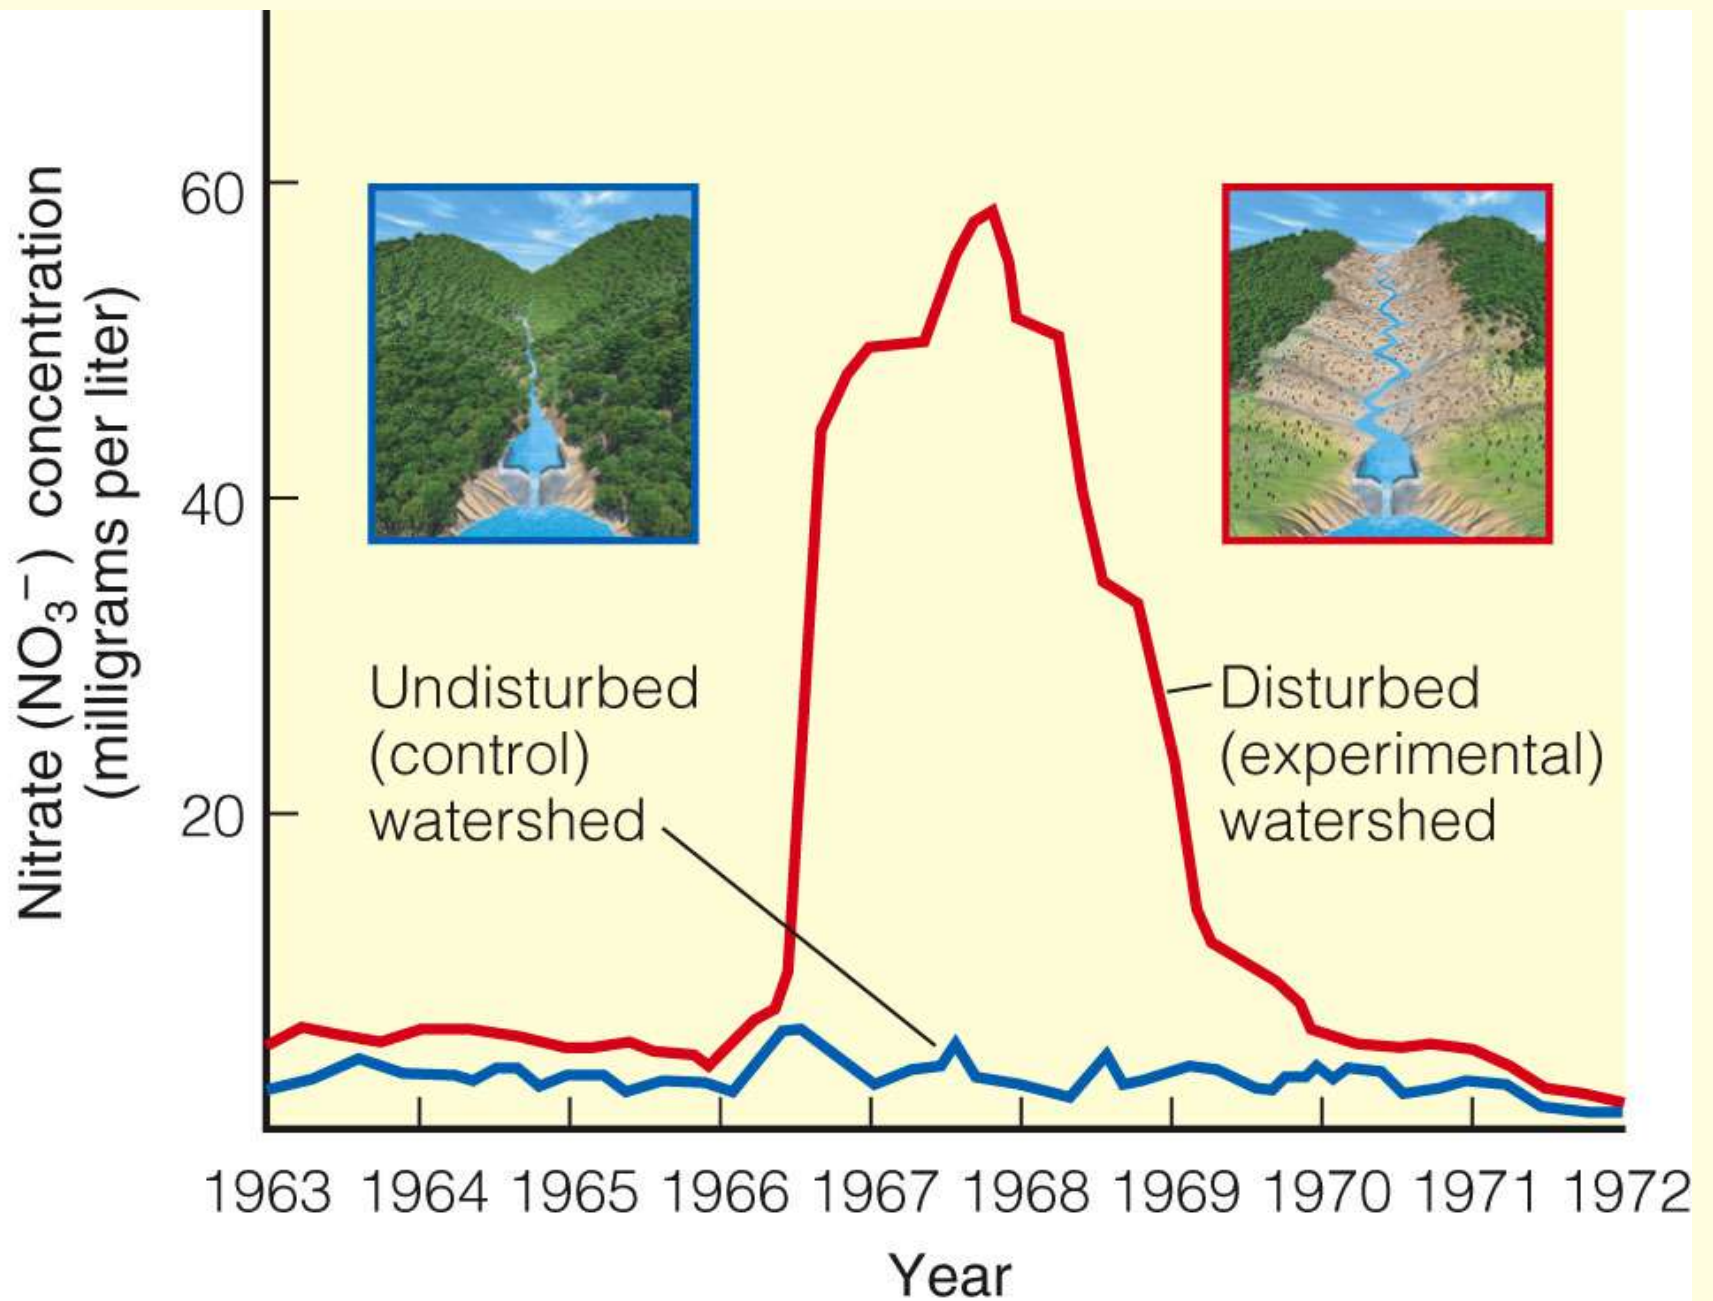 Nitrate (NO₃⁻) concentration
(milligrams per liter)
60
40
20
Undisturbed
(control)
watershed
Disturbed
(experimental)
watershed
1963 1964 1965 1966 1967 1968 1969 1970 1971 1972
Year